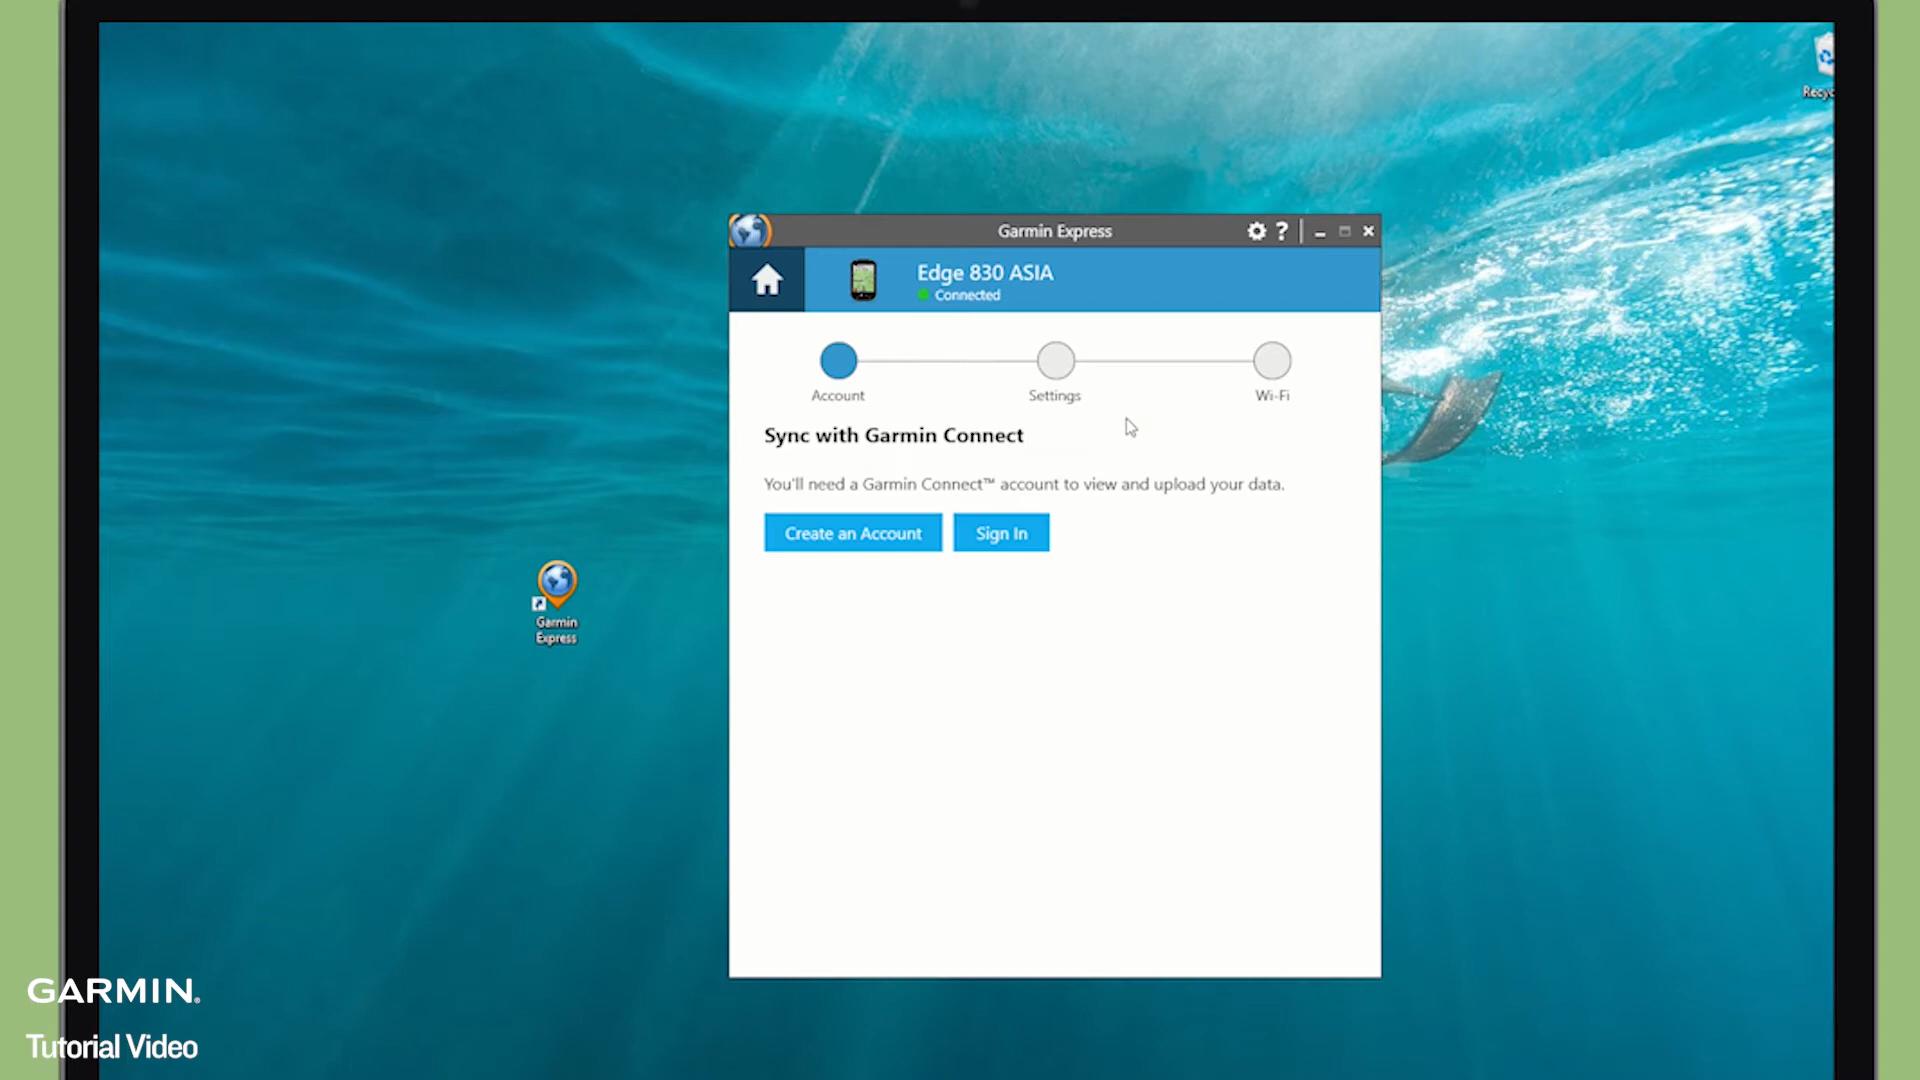 Recyc
Garmin Express
?
Edge 830 ASIA
Connected
Account
Settings
Wi-Fi
Sync with Garmin Connect
You'll need a Garmin Connect™ account to view and upload your data.
Create an Account
Sign In
Garmin
Express
GARMIN®
Tutorial Video